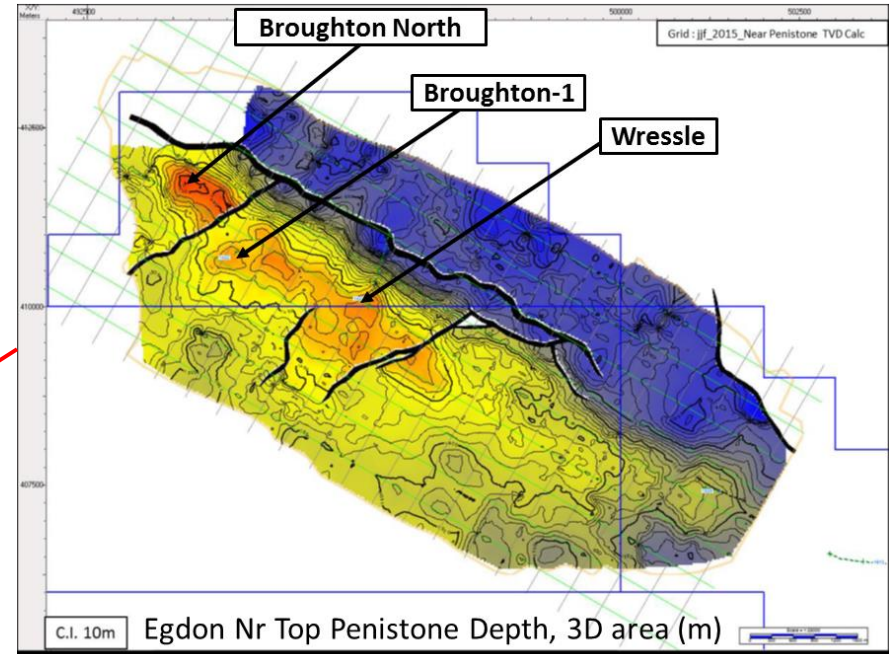 X/Y:
Meters
492500
500000
502500
Grid : jjf_2015_Near Penistone TVD Calc
Broughton North
Broughton-1
Wressle
412500
410000
407500
C.I. 10m
Egdon Nr Top Penistone Depth, 3D area (m)